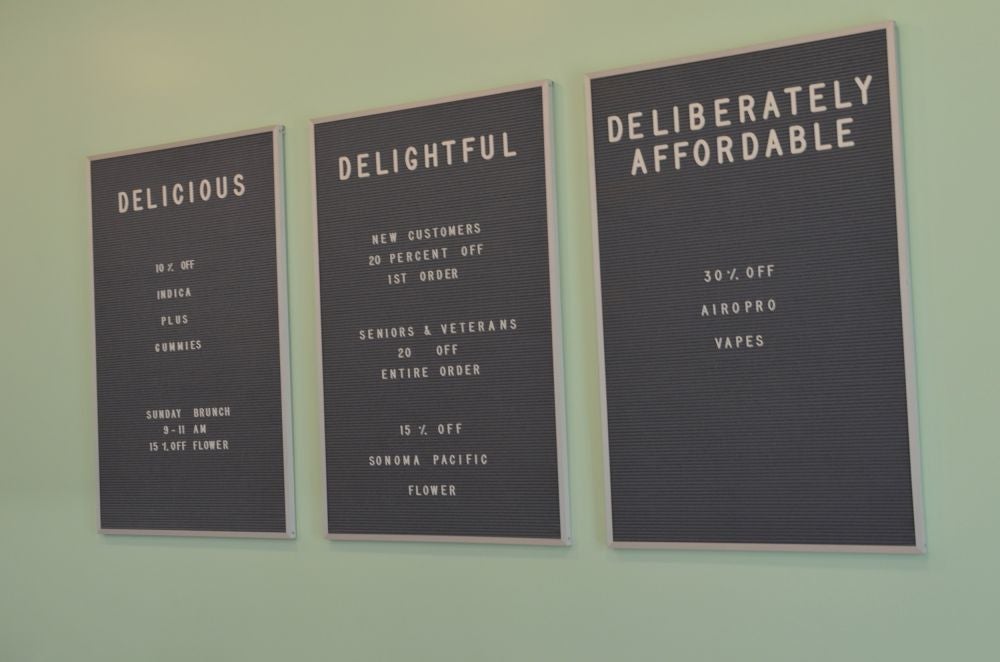 DELICIOUS
10% OFF
INDICA
PLUS
GUMMIES
SUNDAY BRUNCH
9-11 AM
15% OFF FLOWER
DELIGHTFUL
NEW CUSTOMERS
20 PERCENT OFF
1ST ORDER
SENIORS & VETERANS
20 OFF
ENTIRE ORDER
15% OFF
SONOMA PACIFIC
FLOWER
DELIBERATELY
AFFORDABLE
30% OFF
AIROPRO
VAPES